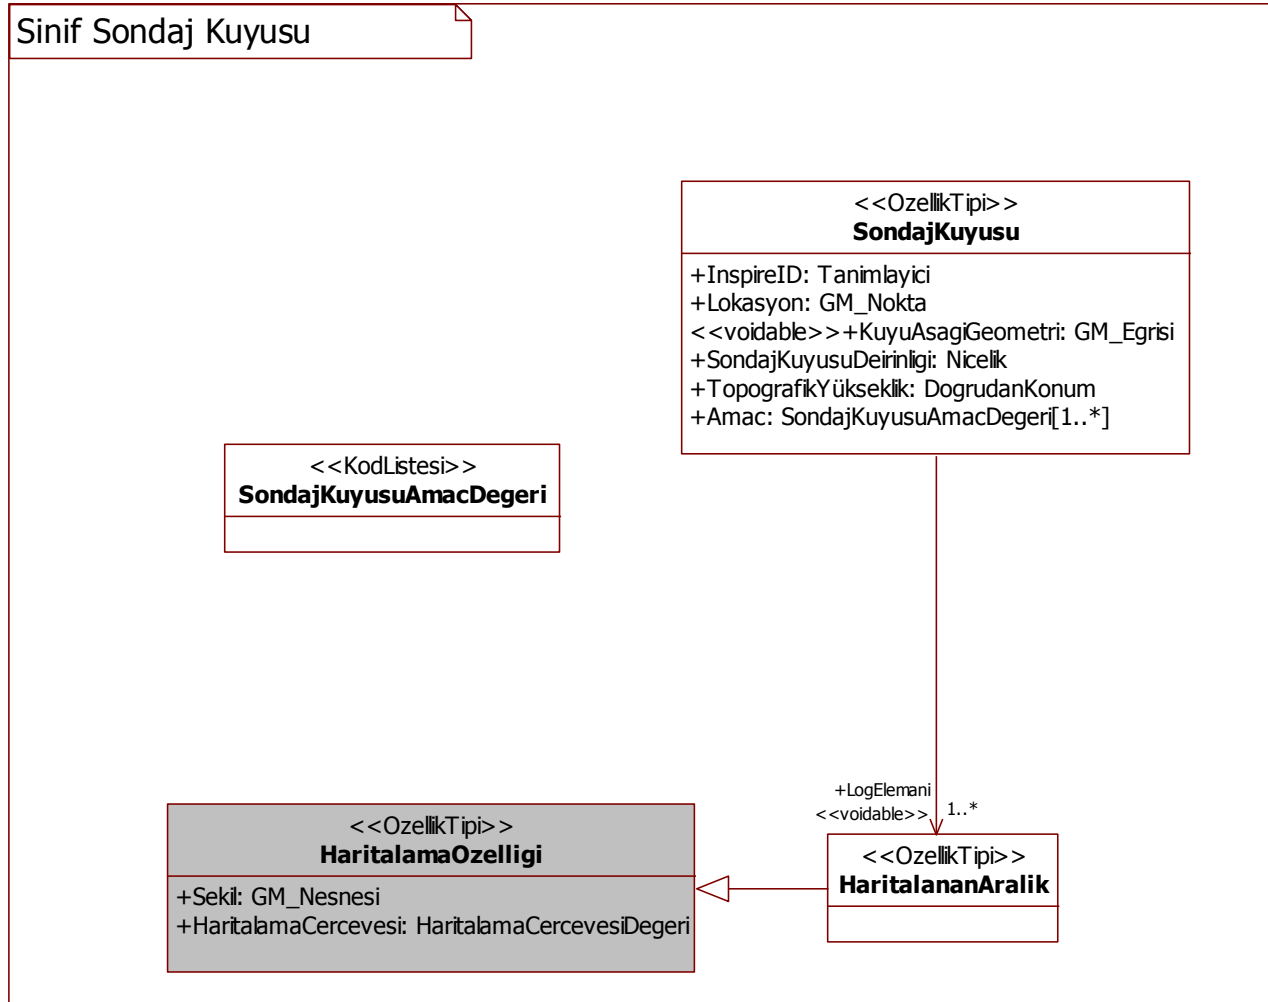 Sinif Sondaj Kuyusu
<<OzellikTipi>>
SondajKuyusu
+InspireID: Tanimlayici
+Lokasyon: GM_Nokta
<<voidable>>+KuyuAsagiGeometri: GM_Egrisi
+SondajKuyusuDeirinligi: Nicelik
+TopografikYükseklik: DogrudanKonum
+Amac: SondajKuyusuAmacDegeri[1..*]
<<KodListesi>>
SondajKuyusuAmacDegeri
+LogElemani
<<voidable>> 1..*
<<OzellikTipi>>
HaritalamaOzelligi
+Sekil: GM_Nesnesi
+HaritalamaCercevesi: HaritalamaCercevesiDegeri
<<OzellikTipi>>
HaritalananAralik